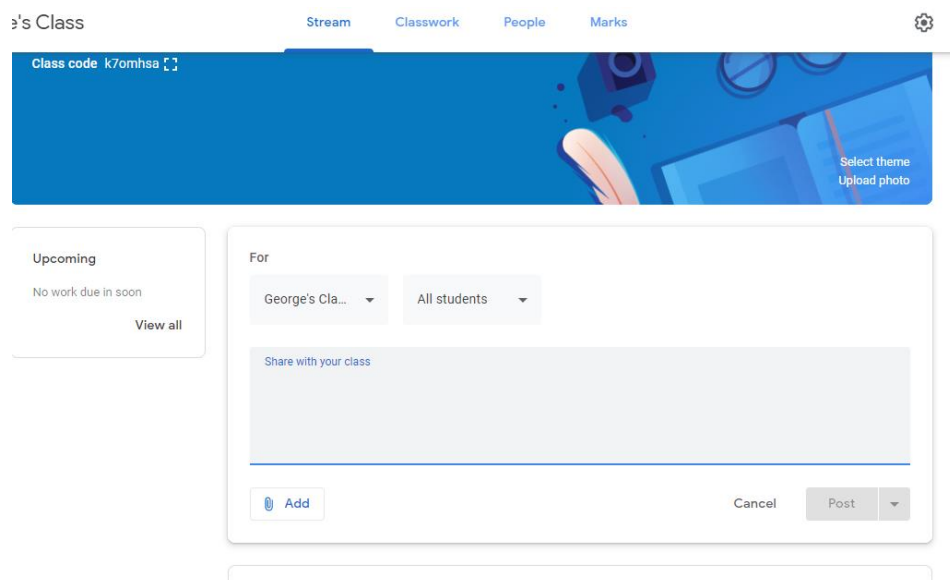 e's Class
Stream Classwork People Marks
Class code k7omhsa
Select theme
Upload photo
Upcoming
No work due in soon
View all
For
George's Cla... All students
Share with your class
Add Cancel Post